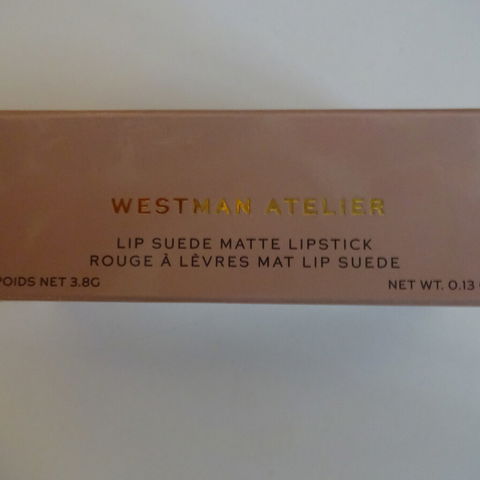 WESTMAN ATELIER
LIP SUEDE MATTE LIPSTICK
ROUGE À LÈVRES MAT LIP SUEDE
POIDS NET 3.8G
NET WT. 0.13